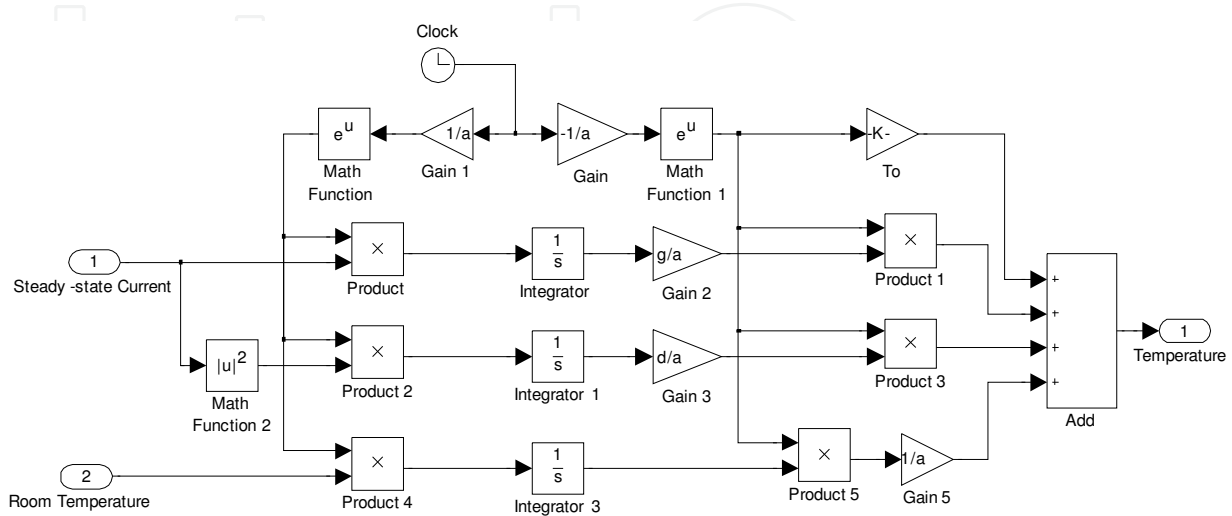 Clock
e^u
Math
Function
1/a
Gain 1
-1/a
Gain
e^u
Math
Function 1
-K-
To
1
Steady -state Current
×
Product
1
s
Integrator
g/a
Gain 2
×
Product 1
|u|^2
Math
Function 2
×
Product 2
1
s
Integrator 1
d/a
Gain 3
×
Product 3
+
+
+
+
Add
1
Temperature
2
Room Temperature
×
Product 4
1
s
Integrator 3
×
Product 5
1/a
Gain 5